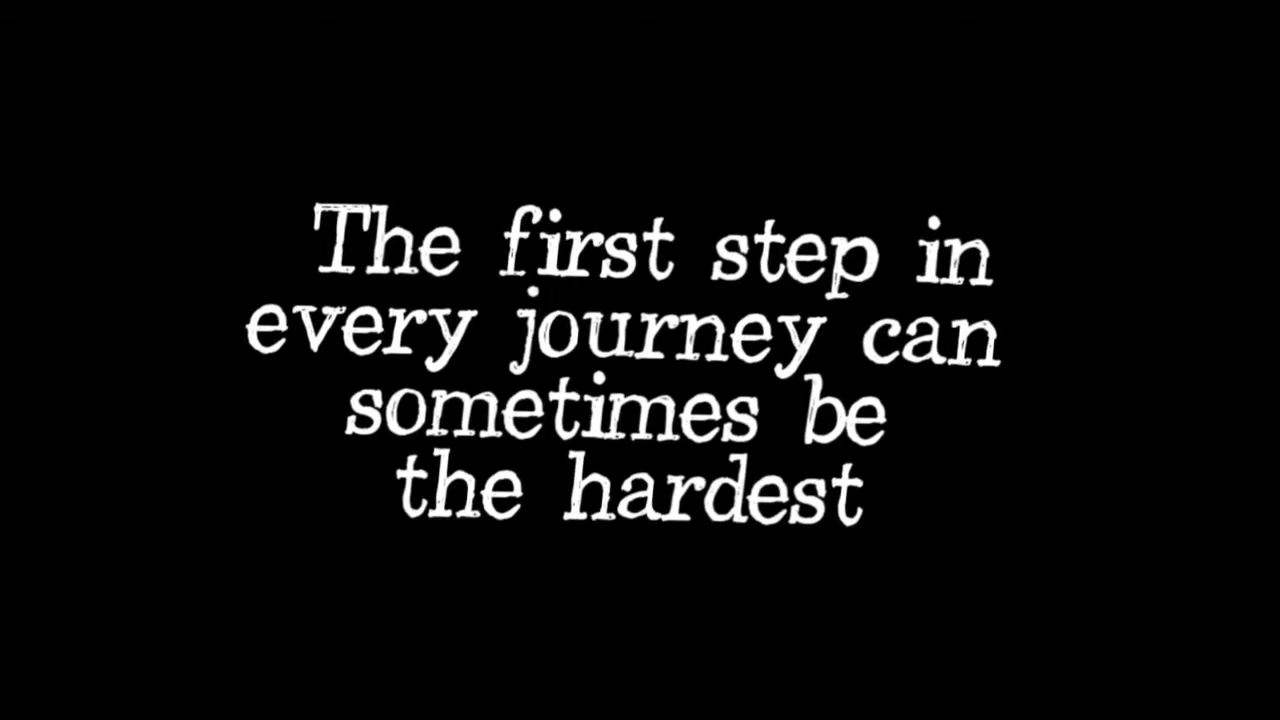 The first step in
every journey can
sometimes be
the hardest